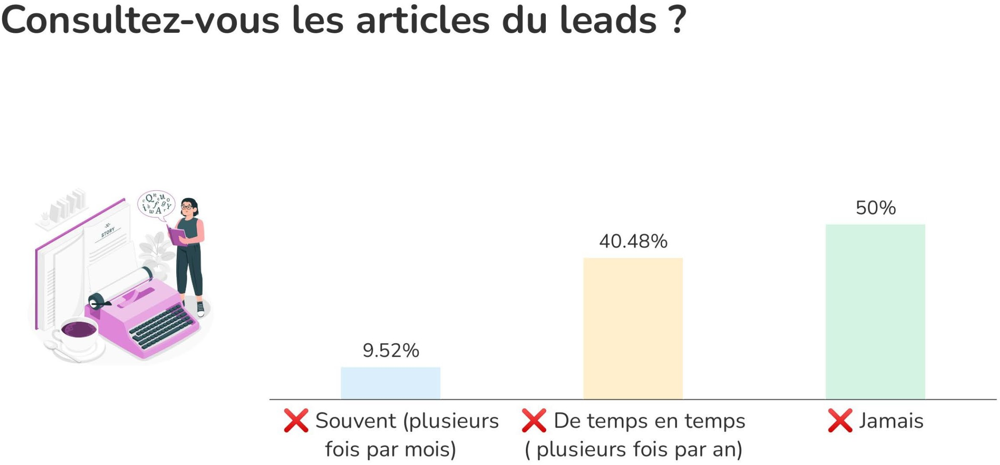 Consultez-vous les articles du leads ?
STORY
50%
40.48%
9.52%
❌ Souvent (plusieurs
fois par mois)
❌ De temps en temps
( plusieurs fois par an)
❌ Jamais